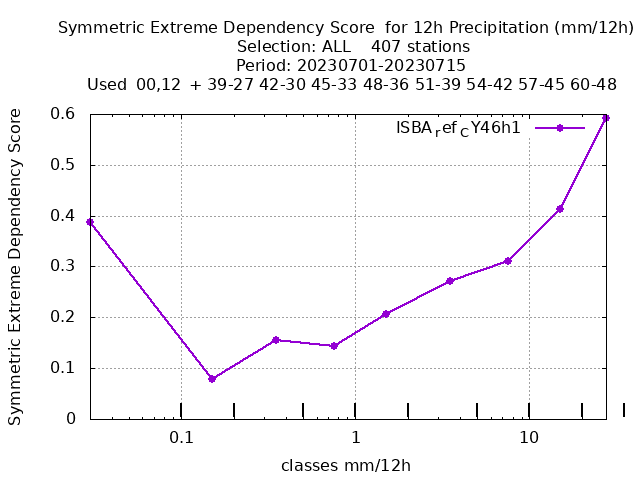 Symmetric Extreme Dependency Score  for 12h Precipitation (mm/12h)
Selection: ALL    407 stations
Period: 20230701-20230715
Used  00,12  + 39-27 42-30 45-33 48-36 51-39 54-42 57-45 60-48
ISBArefCY46h1
0.6
0.5
0.4
0.3
0.2
0.1
0
Symmetric Extreme Dependency Score
0.1 1 10
classes mm/12h